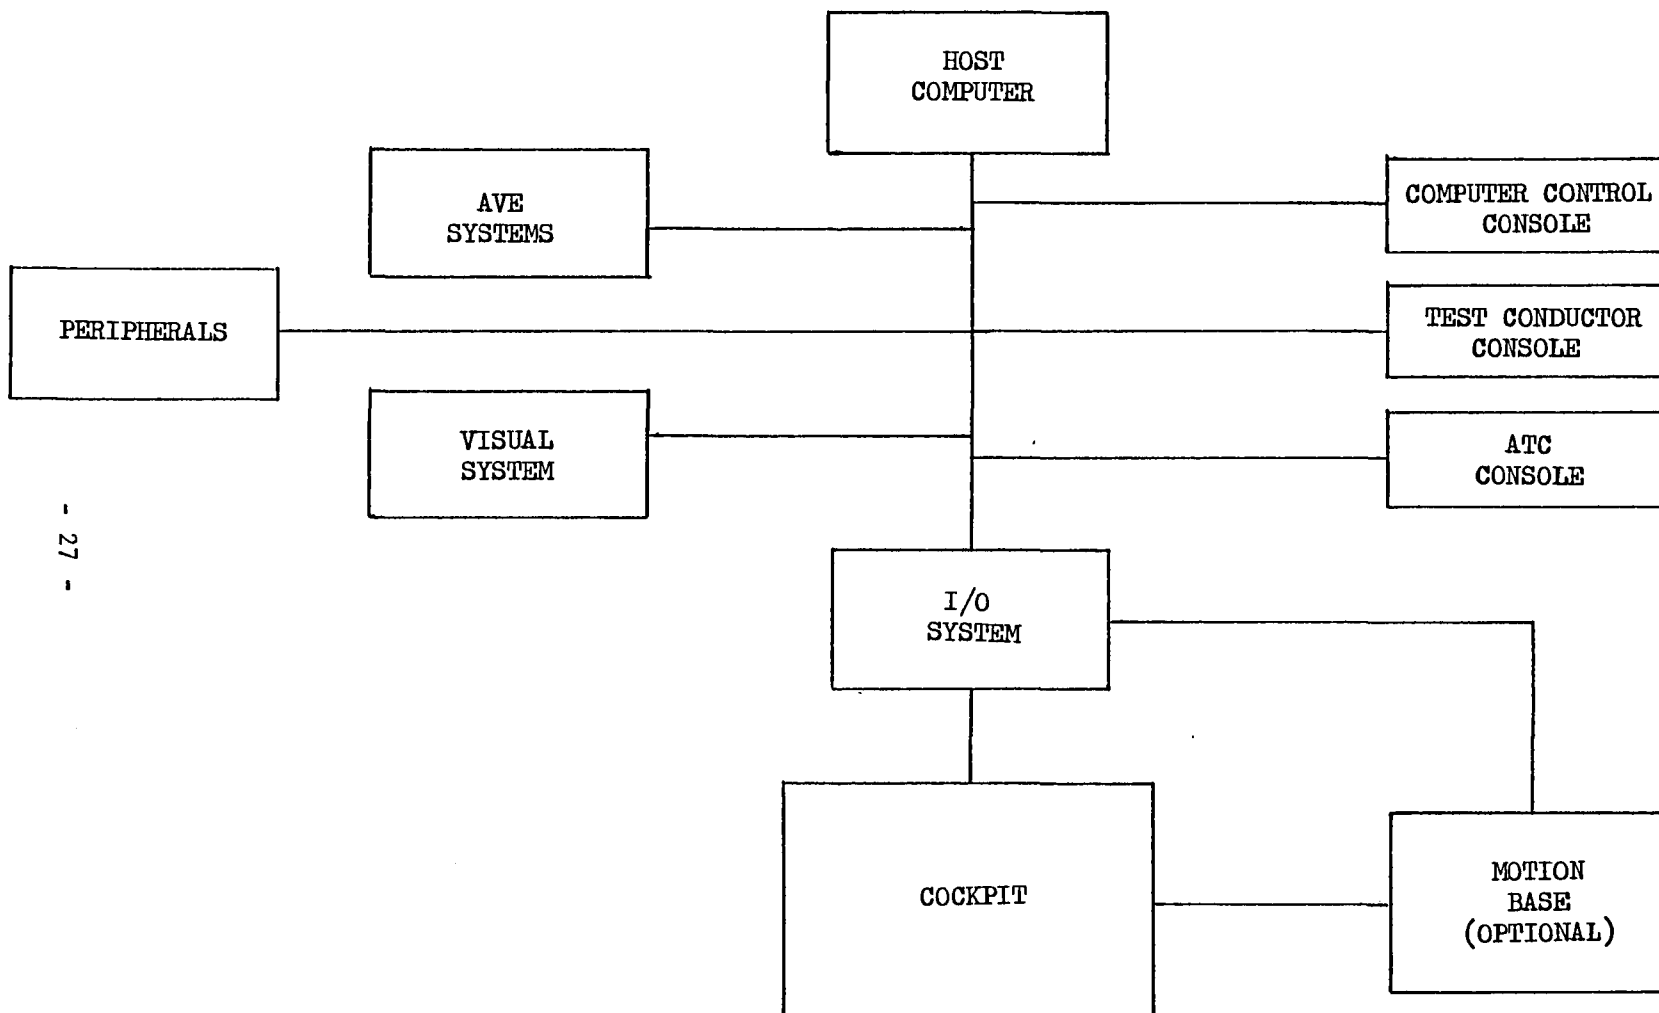 HOST
COMPUTER
AVE
SYSTEMS
COMPUTER CONTROL
CONSOLE
PERIPHERALS
TEST CONDUCTOR
CONSOLE
VISUAL
SYSTEM
ATC
CONSOLE
- 27 -
I/O
SYSTEM
COCKPIT
MOTION
BASE
(OPTIONAL)